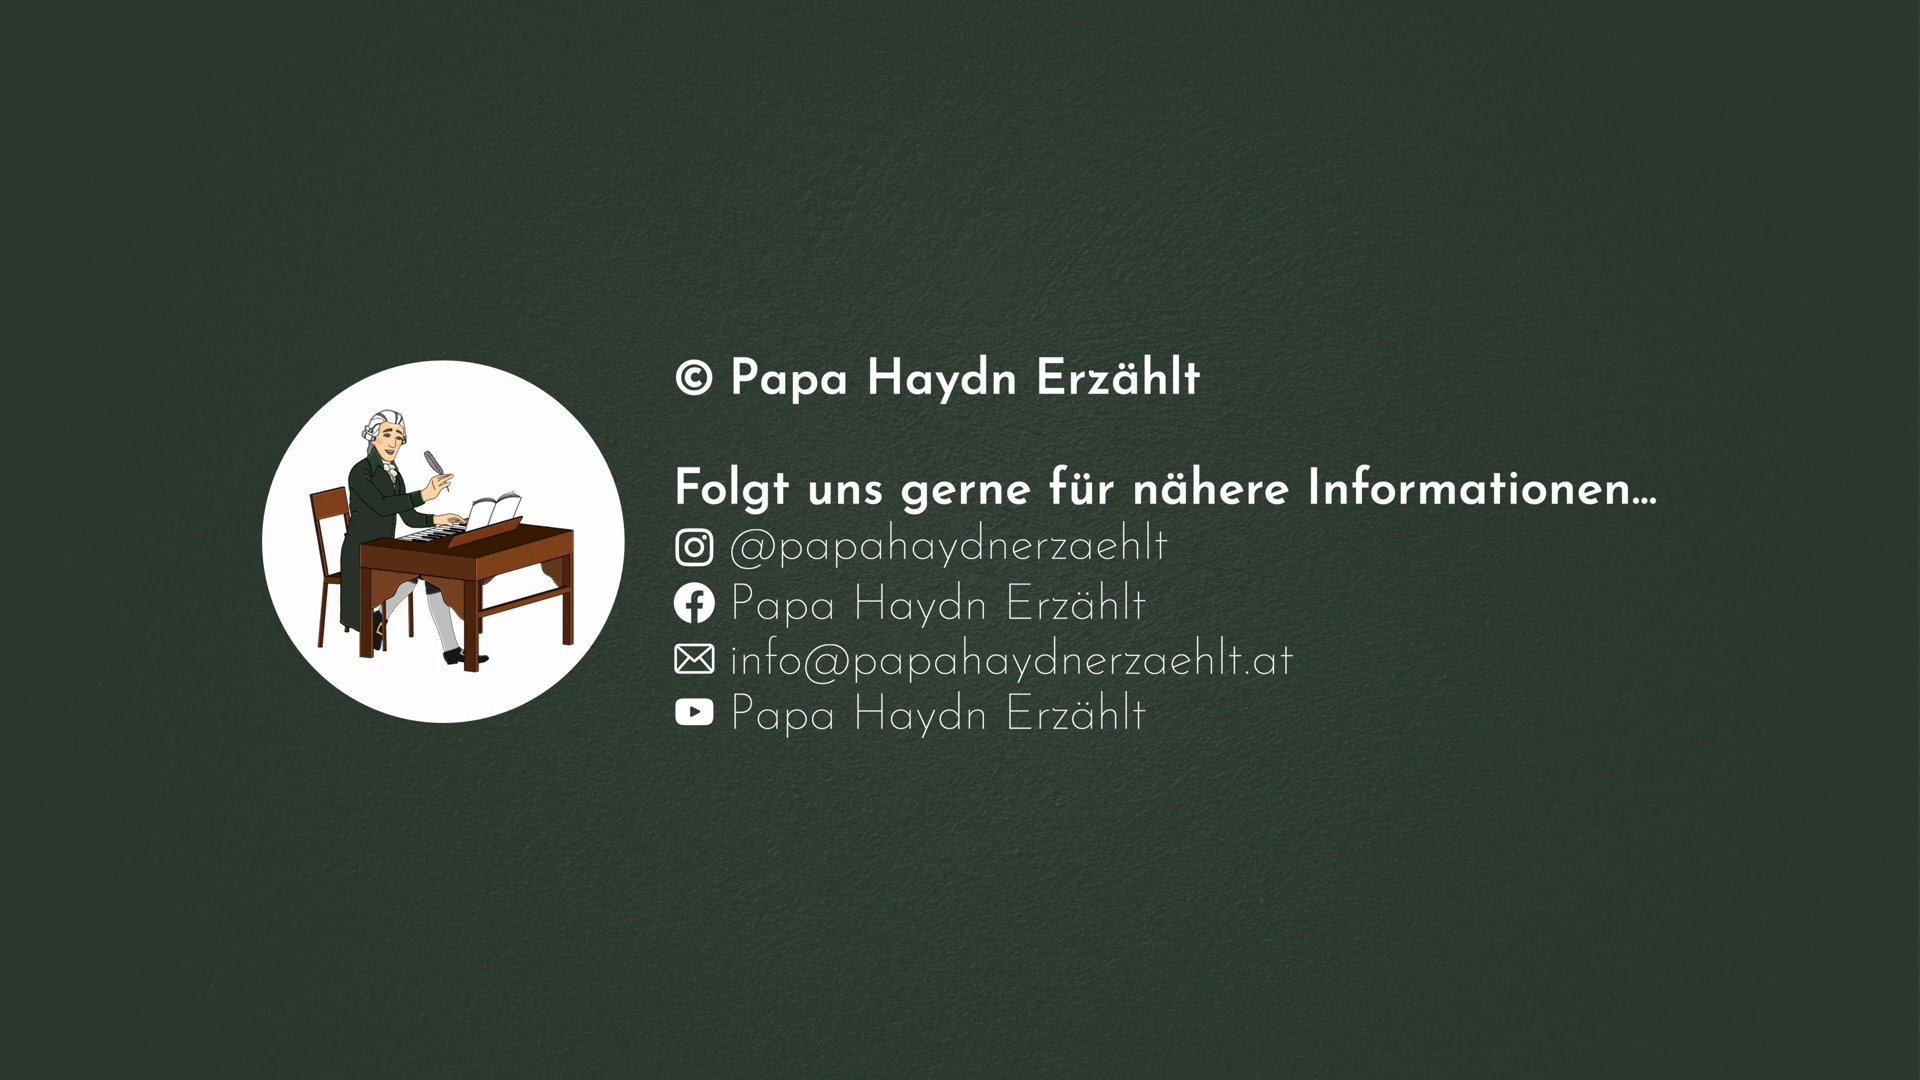 © Papa Haydn Erzählt
Folgt uns gerne für nähere Informationen...
@papahaydnerzaehlt
Papa Haydn Erzählt
info@papahaydnerzaehlt.at
Papa Haydn Erzählt